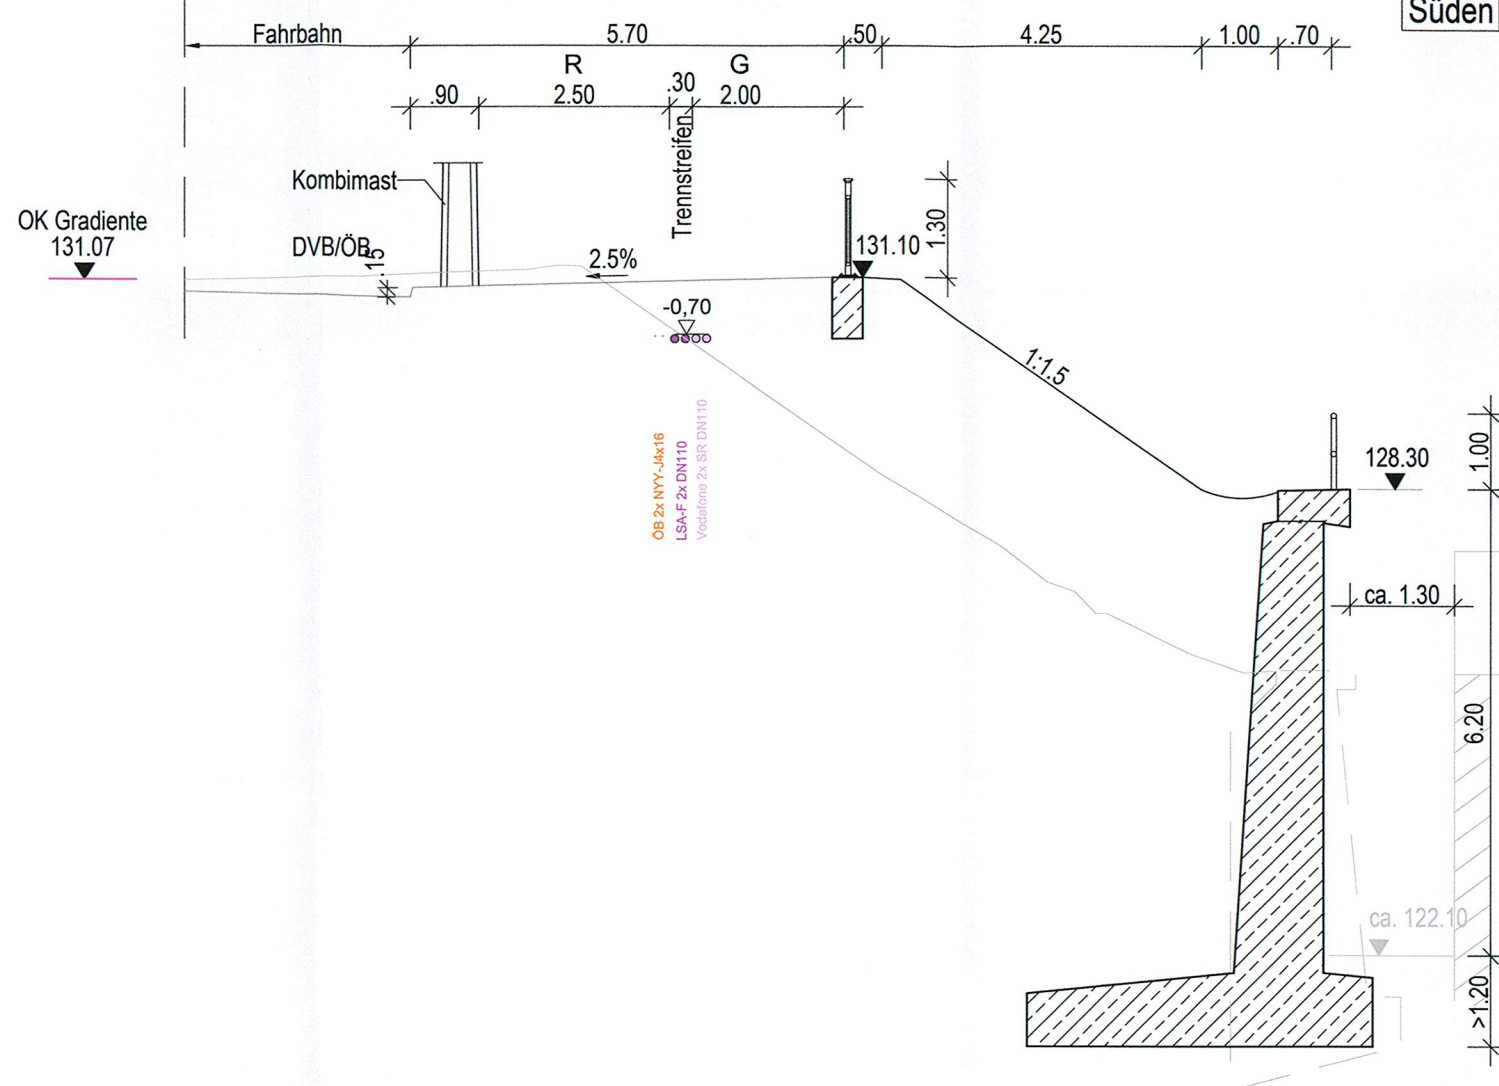 Süden
Fahrbahn
5.70
.50
4.25
1.00
.70
R
G
.90
2.50
.30
2.00
Trennstreifen
Kombimast
OK Gradiente
131.07
DVB/ÖB
.15
2.5%
131.10
1.30
-0,70
1:1.5
ÖB 2x NYY-J4x16
LSA-F 2x DN110
Vodafone 2x SR DN110
128.30
1.00
ca. 1.30
6.20
ca. 122.10
>1.20